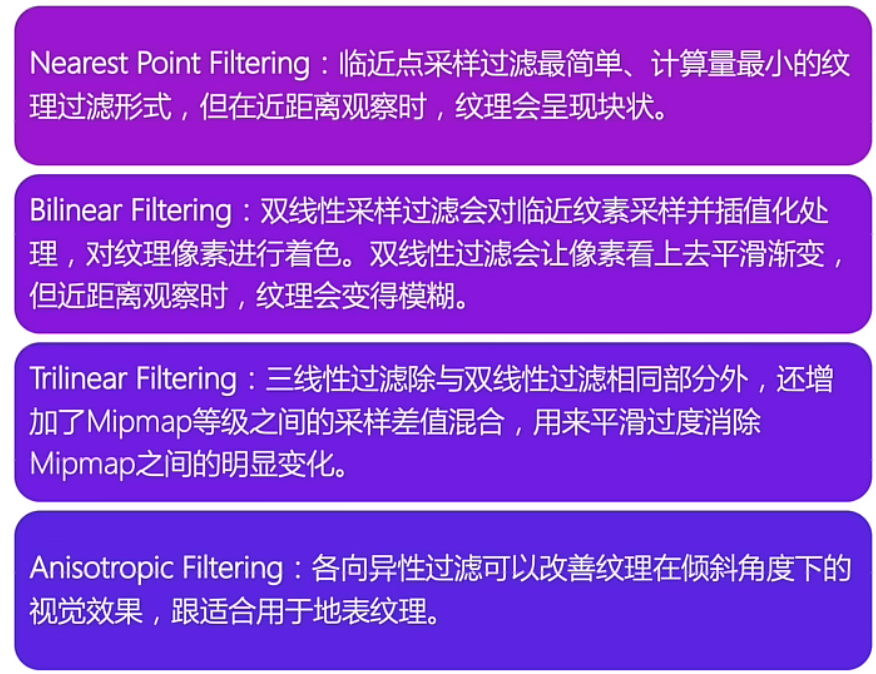 Nearest Point Filtering：临近点采样过滤最简单、计算量最小的纹
理过滤形式，但在近距离观察时，纹理会呈现块状。
Bilinear Filtering：双线性采样过滤会对临近纹素采样并插值化处
理，对纹理像素进行着色。双线性过滤会让像素看上去平滑渐变，
但近距离观察时，纹理会变得模糊。
Trilinear Filtering：三线性过滤除与双线性过滤相同部分外，还增
加了Mipmap等级之间的采样差值混合，用来平滑过度消除
Mipmap之间的明显变化。
Anisotropic Filtering：各向异性过滤可以改善纹理在倾斜角度下的
视觉效果，跟适合用于地表纹理。